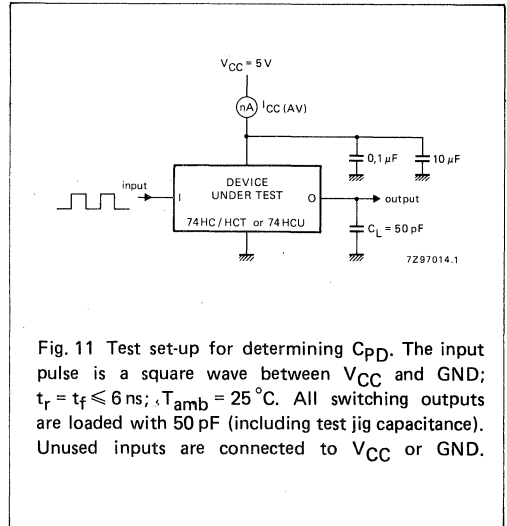 VCC = 5 V
nA ICC (AV)
0,1 μF 10 μF
input
I DEVICE UNDER TEST O
output
74HC/HCT or 74HCU
CL = 50 pF
7Z97014.1
Fig. 11 Test set-up for determining CPD. The input
pulse is a square wave between VCC and GND;
tr = tf ⩽ 6 ns; Tamb = 25 °C. All switching outputs
are loaded with 50 pF (including test jig capacitance).
Unused inputs are connected to VCC or GND.